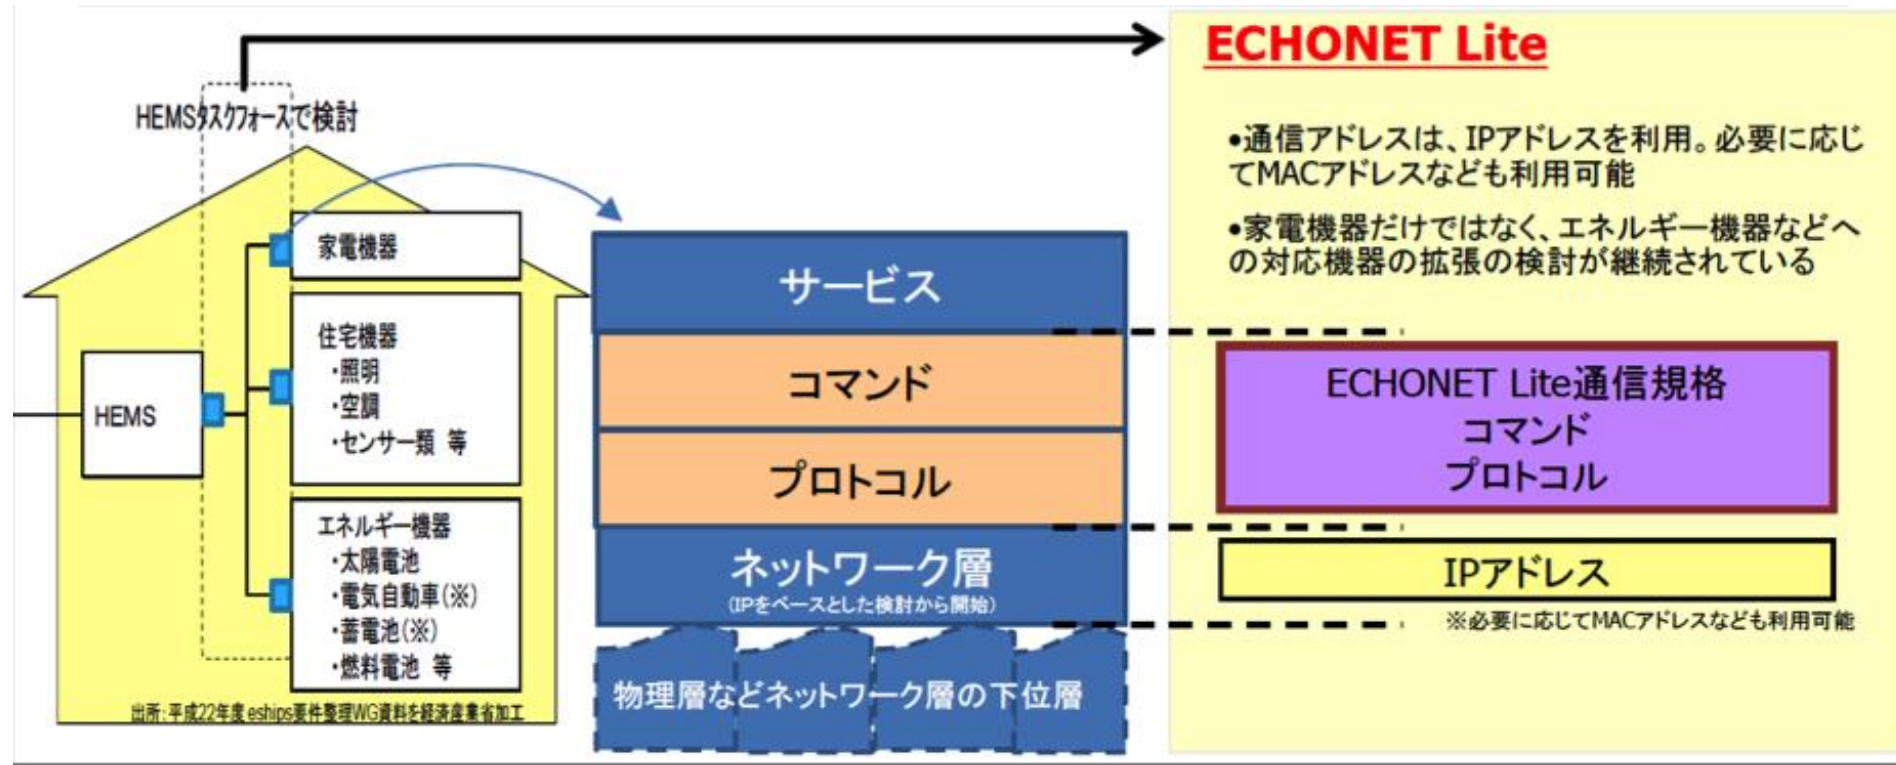 HEMSタスクフォースで検討
HEMS
家電機器
住宅機器
・照明
・空調
・センサー類 等
エネルギー機器
・太陽電池
・電気自動車(※)
・蓄電池(※)
・燃料電池 等
出所：平成22年度 eships要件整理WG資料を経済産業省加工
サービス
コマンド
プロトコル
ネットワーク層
(IPをベースとした検討から開始)
物理層などネットワーク層の下位層
ECHONET Lite
•通信アドレスは、IPアドレスを利用。必要に応じ
てMACアドレスなども利用可能
•家電機器だけではなく、エネルギー機器などへ
の対応機器の拡張の検討が継続されている
ECHONET Lite通信規格
コマンド
プロトコル
IPアドレス
※必要に応じてMACアドレスなども利用可能